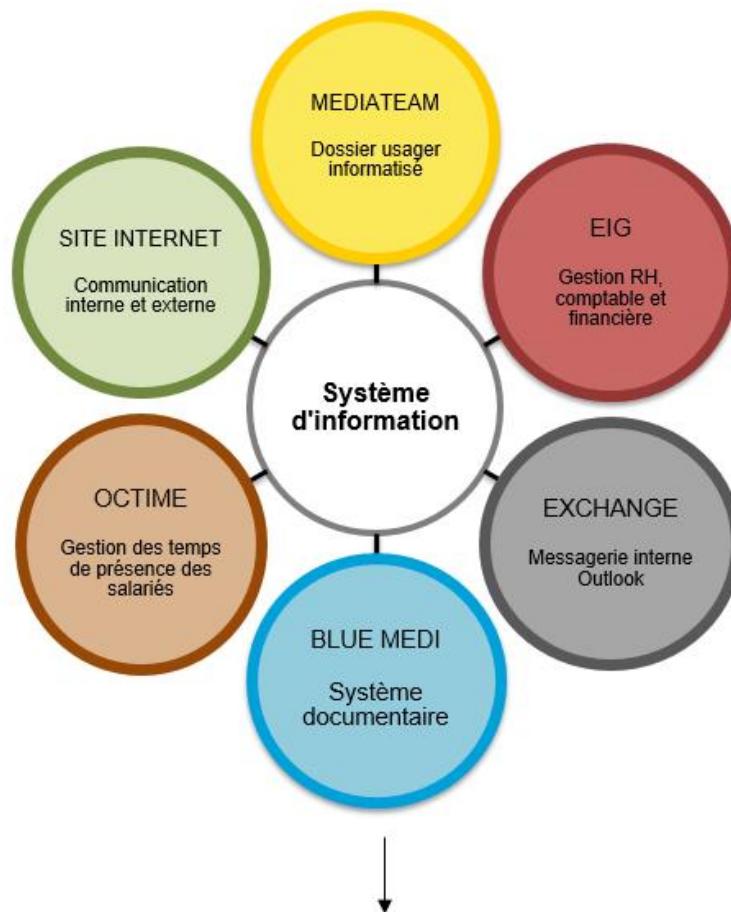 MEDIATEAM
Dossier usager
informatisé
SITE INTERNET
Communication
interne et externe
EIG
Gestion RH,
comptable et
financière
Système
d'information
OCTIME
Gestion des temps
de présence des
salariés
EXCHANGE
Messagerie interne
Outlook
BLUE MEDI
Système
documentaire